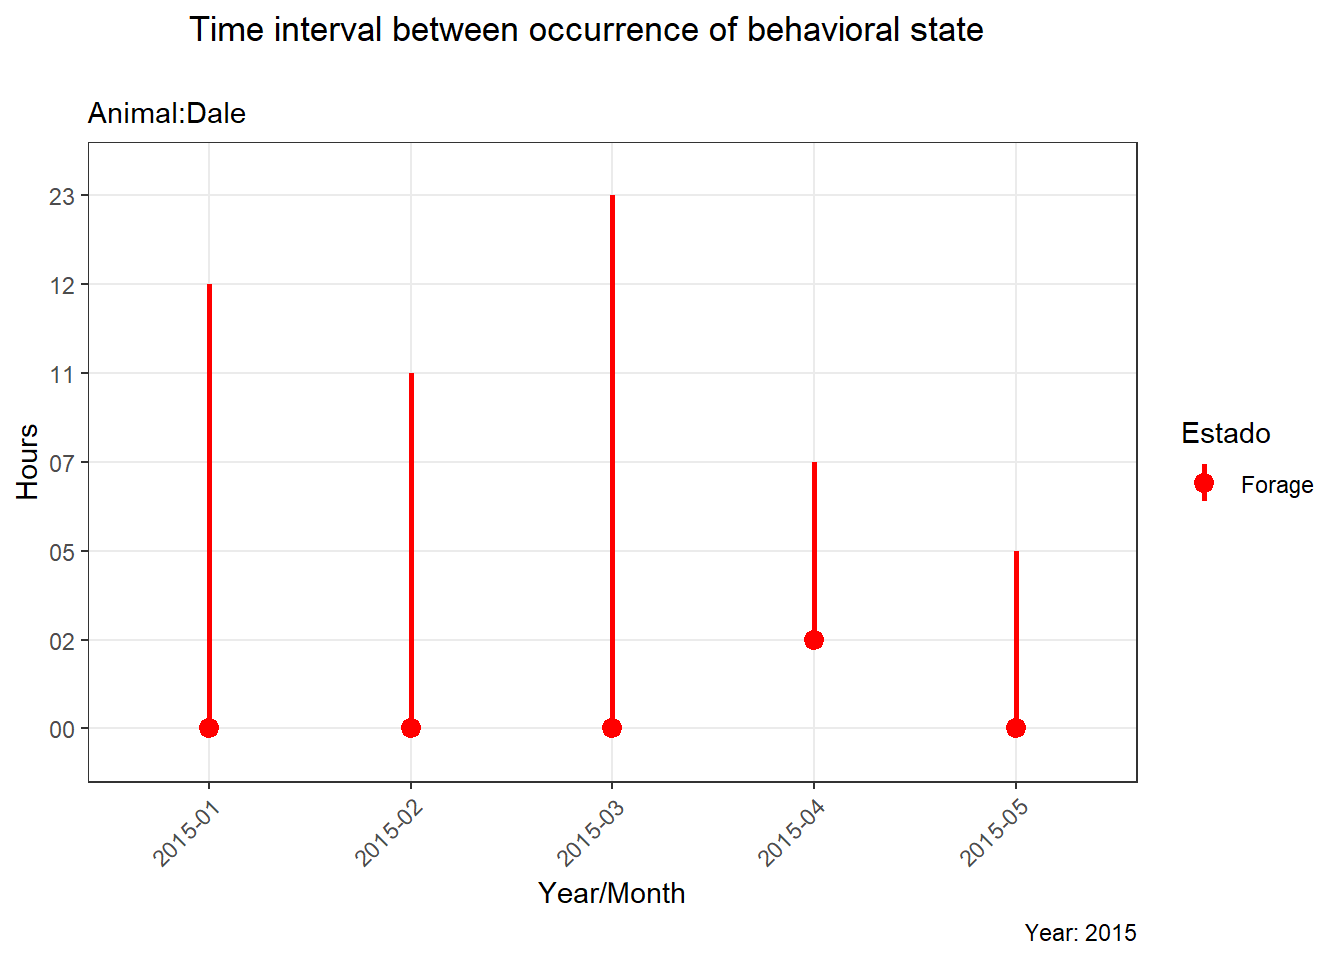 Time interval between occurrence of behavioral state
Animal:Dale
23
12
11
07
05
02
00
Hours
2015-01
2015-02
2015-03
2015-04
2015-05
Year/Month
Estado
Forage
Year: 2015